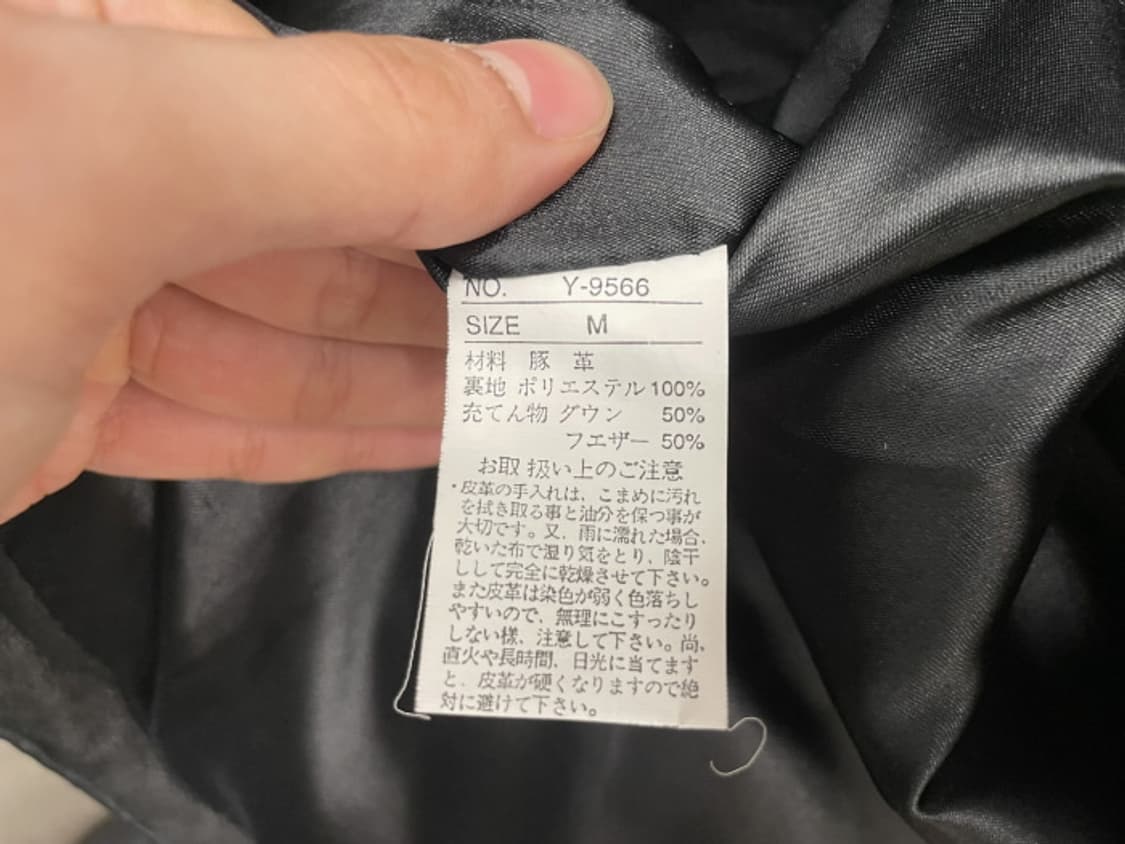 NO. Y-9566
SIZE M
材料 豚 革
裏地 ポリエステル100%
充てん物 ダウン 50%
フエザー 50%
お取扱い上のご注意
・皮革の手入れは、こまめに汚れ
を拭き取る事と油分を保つ事が
大切です。又、雨に濡れた場合、
乾いた布で湿り気をとり、陰干
しして完全に乾燥させて下さい。
また皮革は染色が弱く色落ちし
やすいので、無理にこすったり
しない様、注意して下さい。尚、
直火や長時間、日光に当てます
と、皮革が硬くなりますので絶
対に避けて下さい。